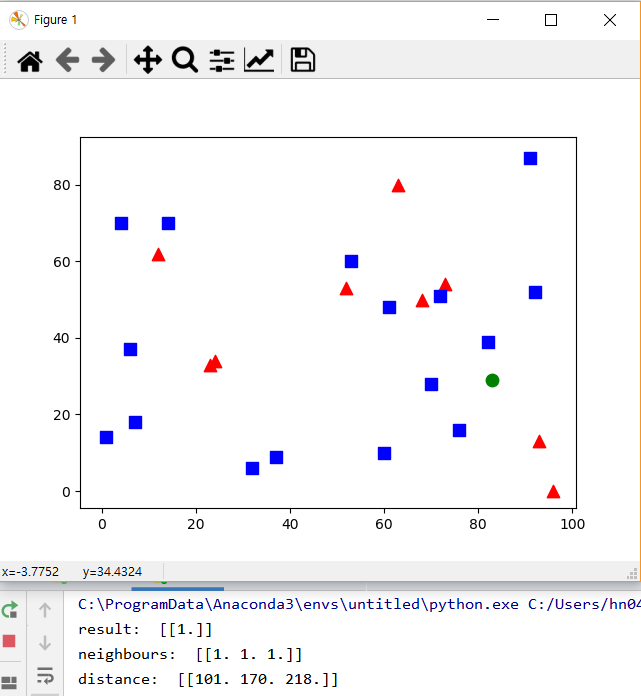 Figure 1
80
60
40
20
0
0 20 40 60 80 100
x=-3.7752 y=34.4324
C:\ProgramData\Anaconda3\envs\untitled\python.exe C:/Users/hn04
result:  [[1.]]
neighbours:  [[1. 1. 1.]]
distance:  [[101. 170. 218.]]